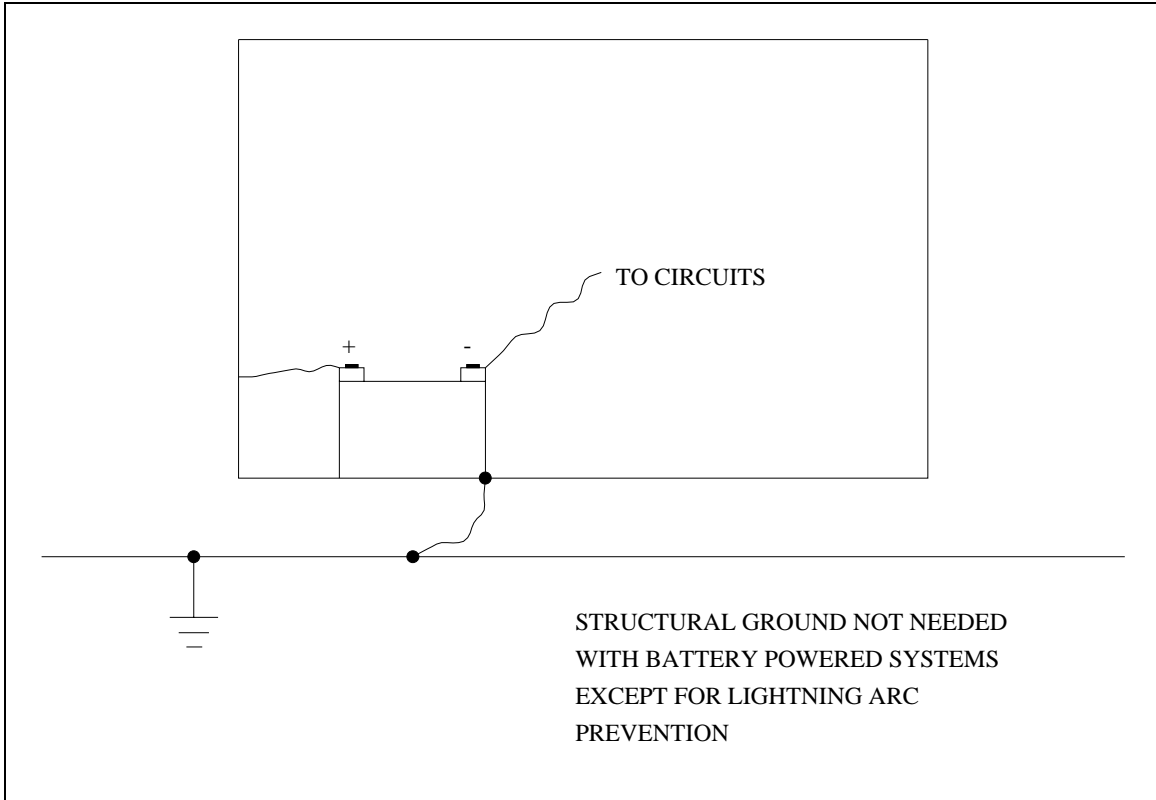 TO CIRCUITS
+ -
STRUCTURAL GROUND NOT NEEDED
WITH BATTERY POWERED SYSTEMS
EXCEPT FOR LIGHTNING ARC
PREVENTION